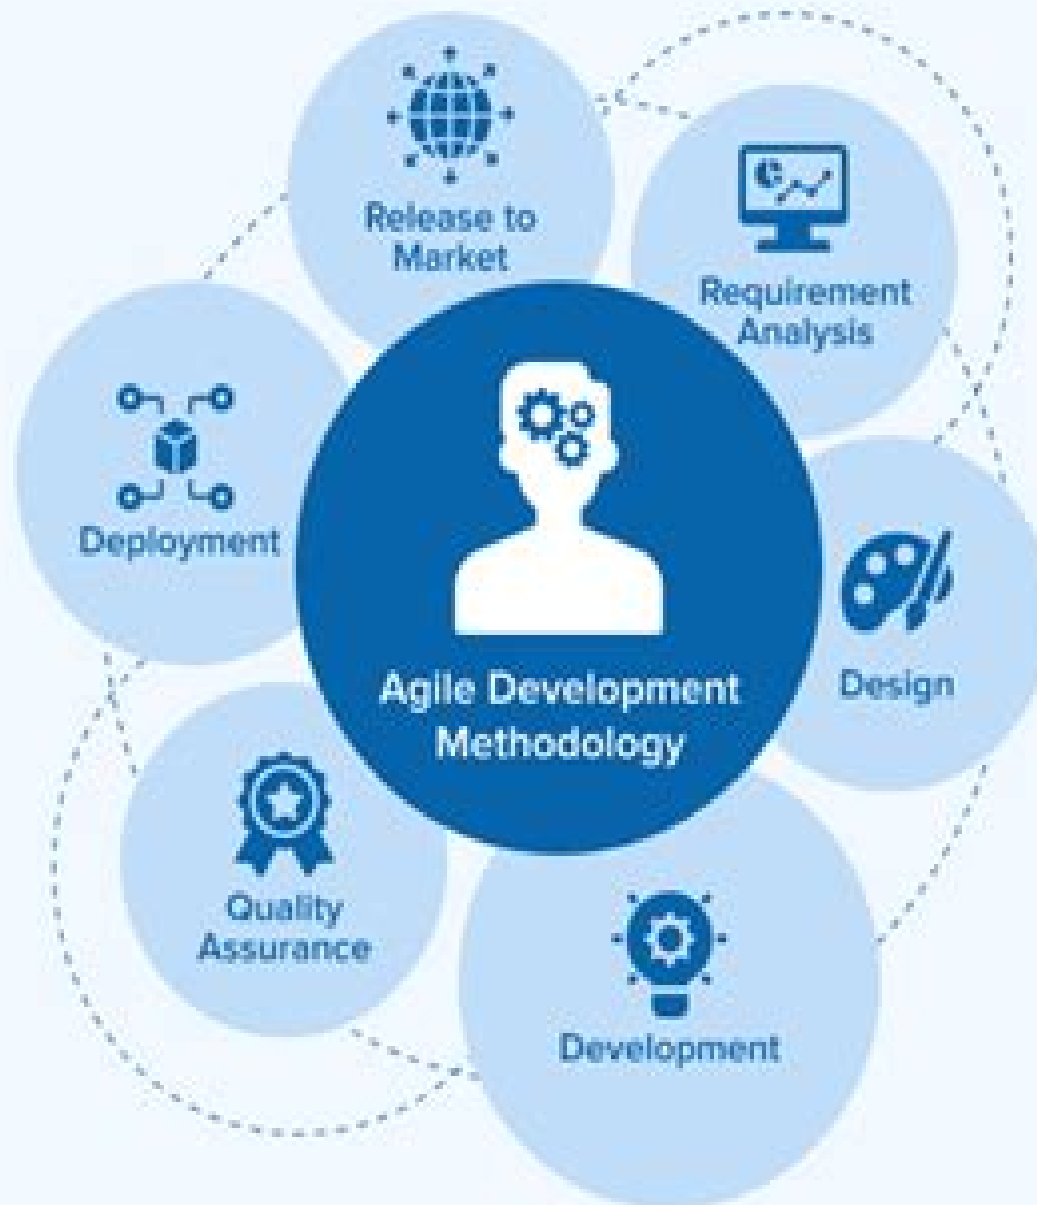 Release to
Market
Requirement
Analysis
Deployment
Design
Agile Development
Methodology
Quality
Assurance
Development